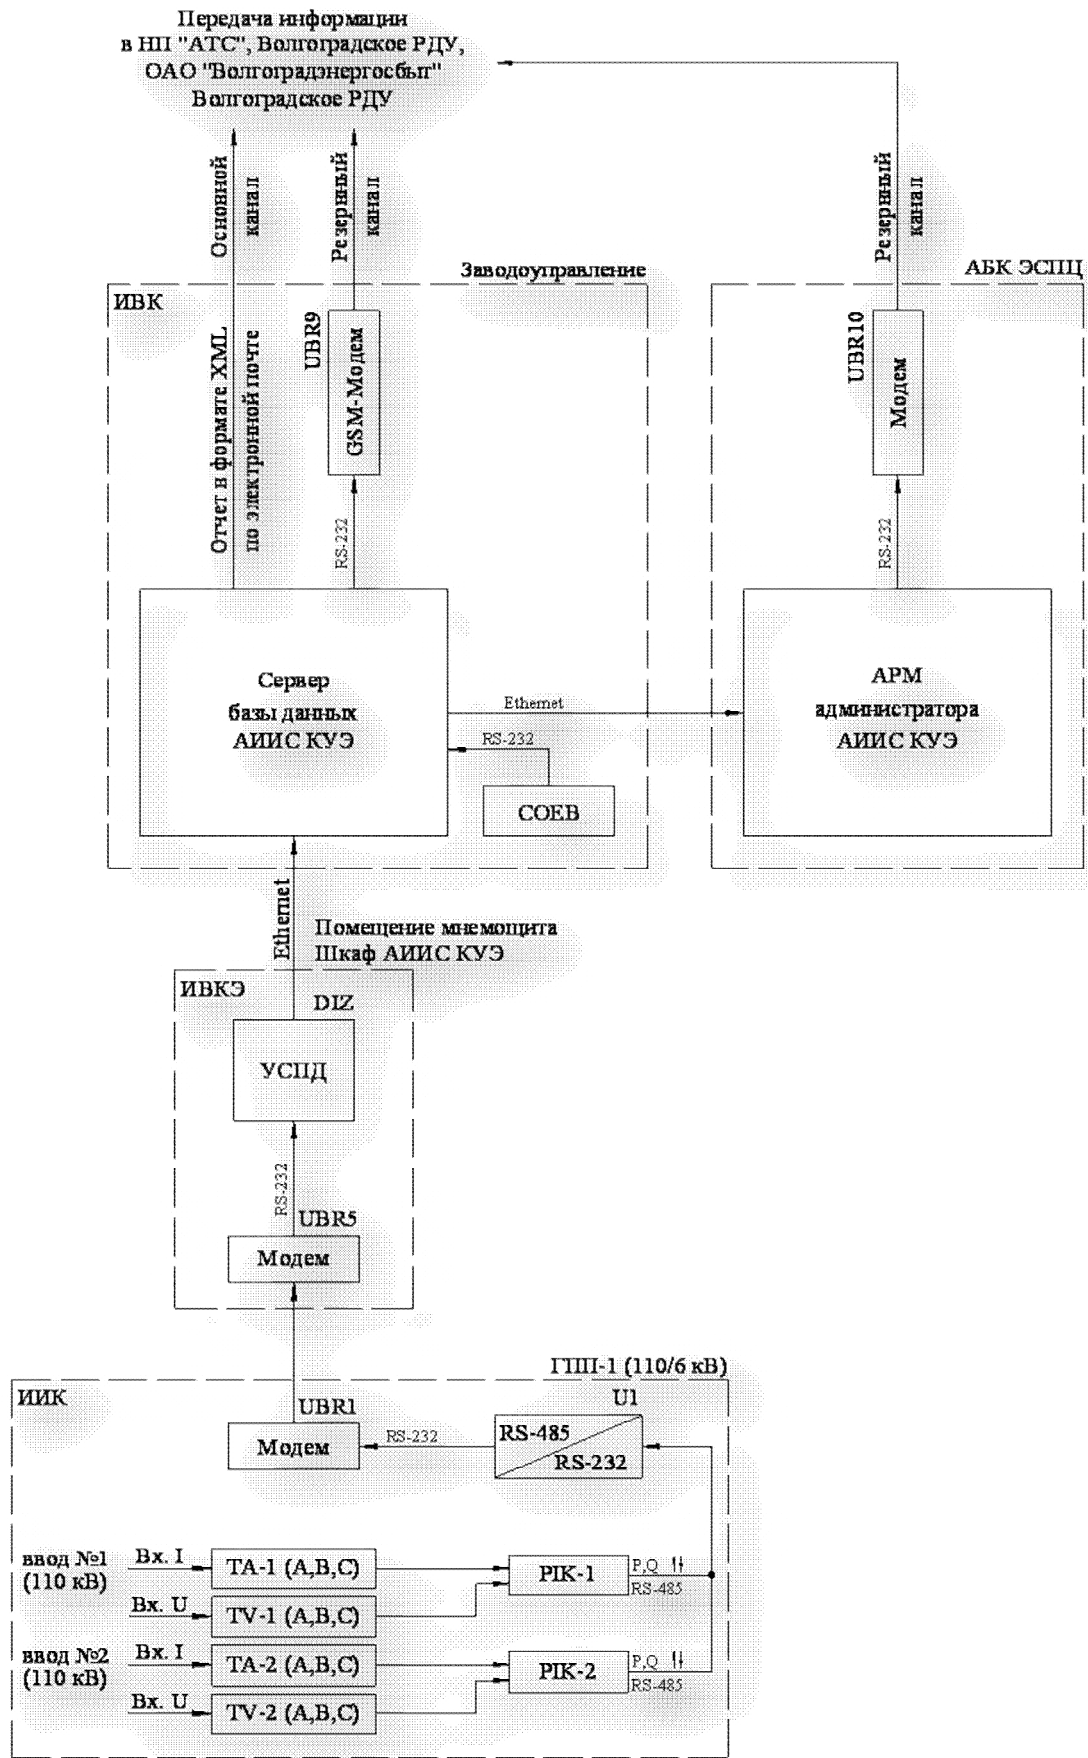 Передача информации
в НП "АТС", Волгоградское РДУ,
ОАО "Волгоградэнергосбыт"
Волгоградское РДУ
Основной
канал
Резервный
канал
Резервный
канал
Заводоуправление
АБК ЭСПЦ
ИВК
Отчет в формате XML
по электронной почте
UBR9
GSM-Модем
UBR10
Модем
RS-232
RS-232
Сервер
базы данных
АИИС КУЭ
Ethernet
RS-232
СОЕВ
АРМ
администратора
АИИС КУЭ
Ethernet
Помещение мнемощита
Шкаф АИИС КУЭ
ИВКЭ
DIZ
УСПД
RS-232
UBR5
Модем
ГПП-1 (110/6 кВ)
ИИК
UBR1
Модем
RS-232
U1
RS-485
RS-232
ввод №1
(110 кВ)
Вх. I
TA-1 (A,B,C)
PIK-1
P,Q
RS-485
Вх. U
TV-1 (A,B,C)
ввод №2
(110 кВ)
Вх. I
TA-2 (A,B,C)
PIK-2
P,Q
RS-485
Вх. U
TV-2 (A,B,C)